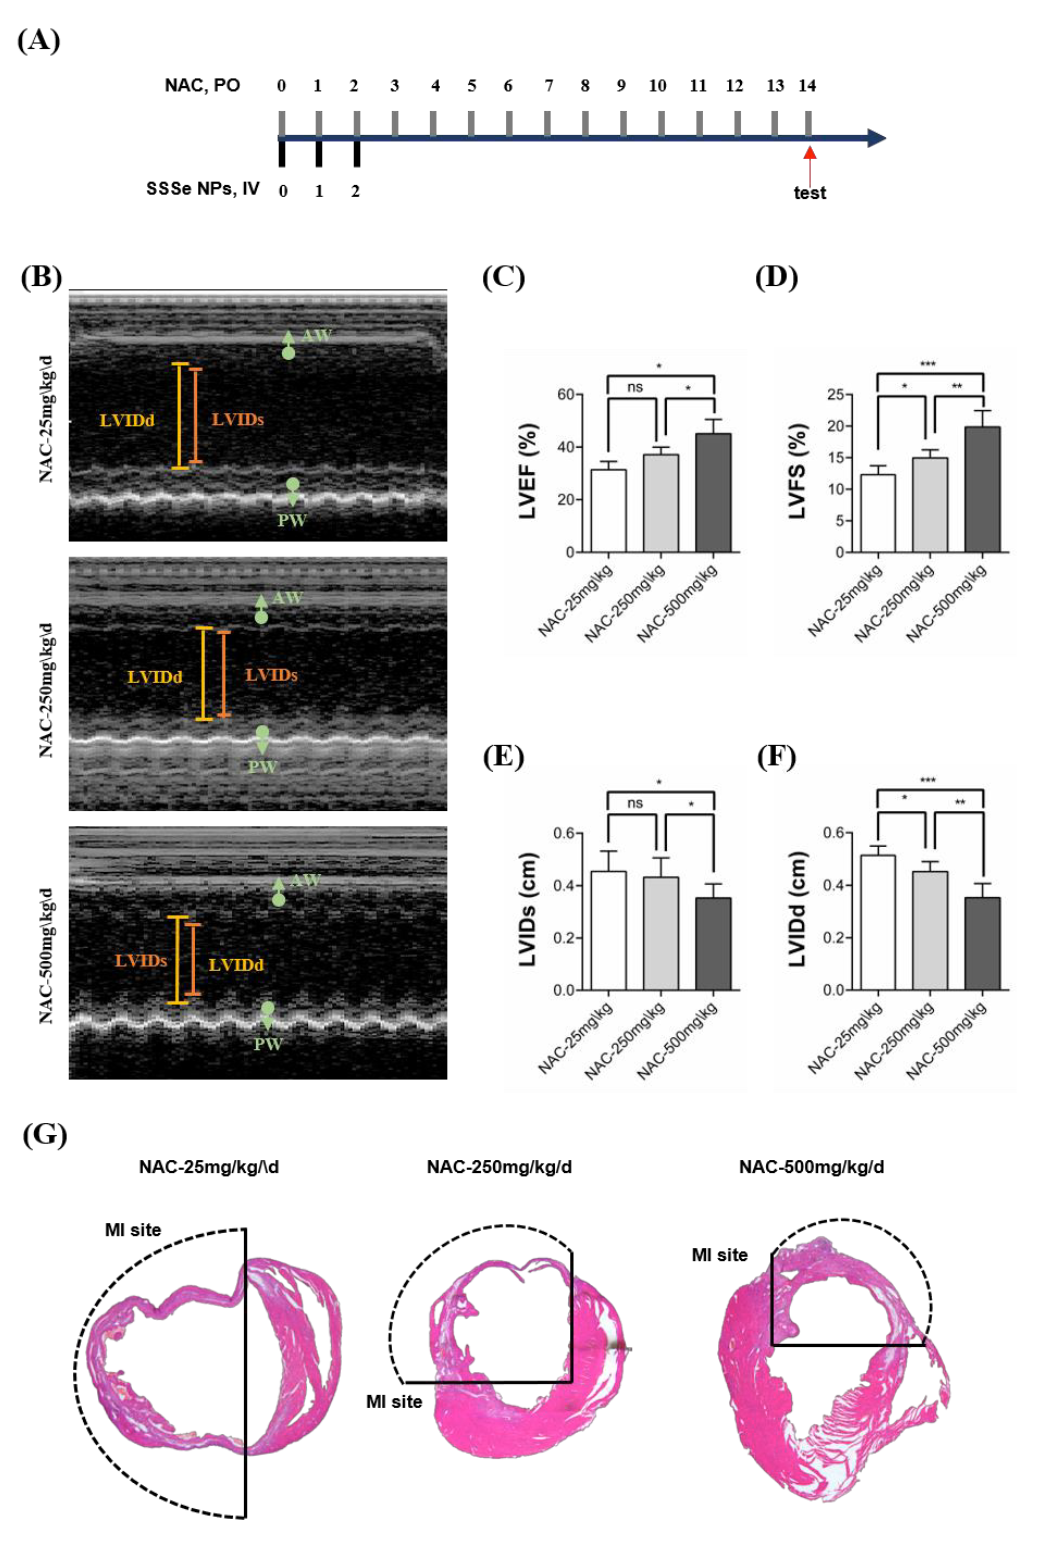 (A)
NAC, PO 0 1 2 3 4 5 6 7 8 9 10 11 12 13 14
SSSe NPs, IV 0 1 2
test
(B)
NAC-25mg\kg\d
AW
LVIDd LVIDs
PW
NAC-250mg\kg\d
AW
LVIDd LVIDs
PW
NAC-500mg\kg\d
AW
LVIDs LVIDd
PW
(C)
*
ns *
60
40
20
0
LVEF (%)
NAC-25mg\kg
NAC-250mg\kg
NAC-500mg\kg
(D)
***
* **
25
20
15
10
5
0
LVFS (%)
NAC-25mg\kg
NAC-250mg\kg
NAC-500mg\kg
(E)
*
ns *
0.6
0.4
0.2
0.0
LVIDs (cm)
NAC-25mg\kg
NAC-250mg\kg
NAC-500mg\kg
(F)
***
* **
0.6
0.4
0.2
0.0
LVIDd (cm)
NAC-25mg\kg
NAC-250mg\kg
NAC-500mg\kg
(G)
NAC-25mg/kg/\d NAC-250mg/kg/d NAC-500mg/kg/d
MI site
MI site
MI site